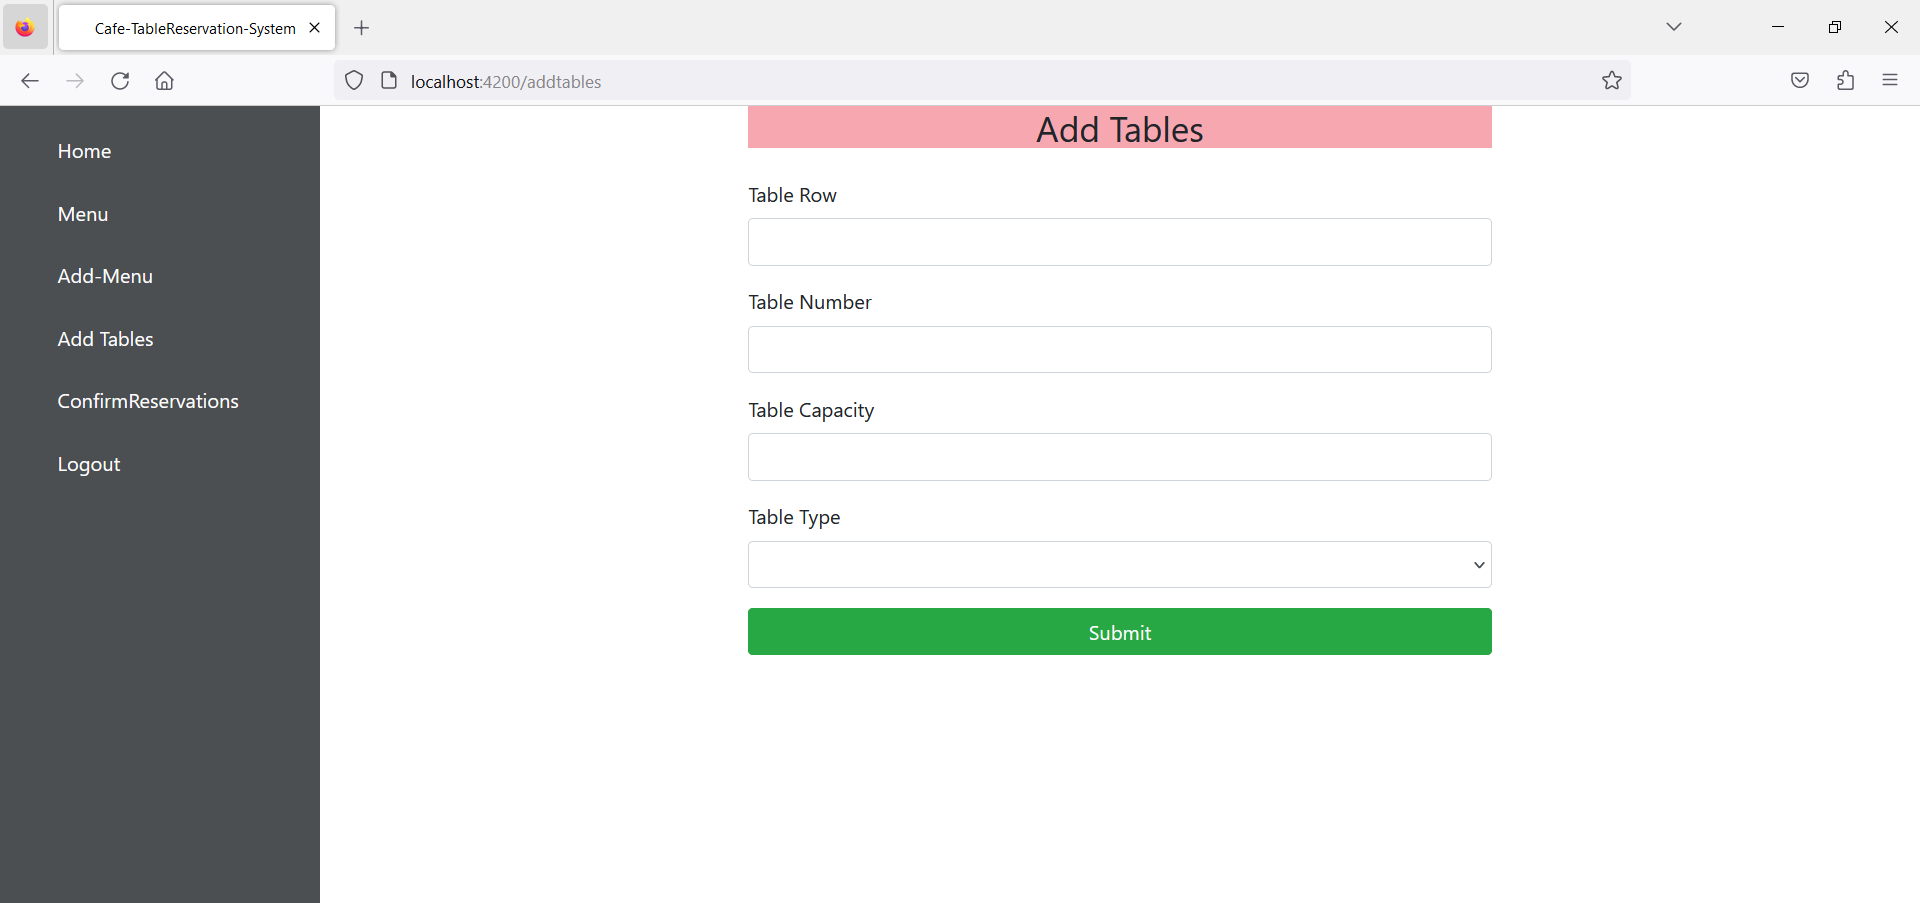 Cafe-TableReservation-System
localhost:4200/addtables
Home
Menu
Add-Menu
Add Tables
ConfirmReservations
Logout
Add Tables
Table Row
Table Number
Table Capacity
Table Type
Submit